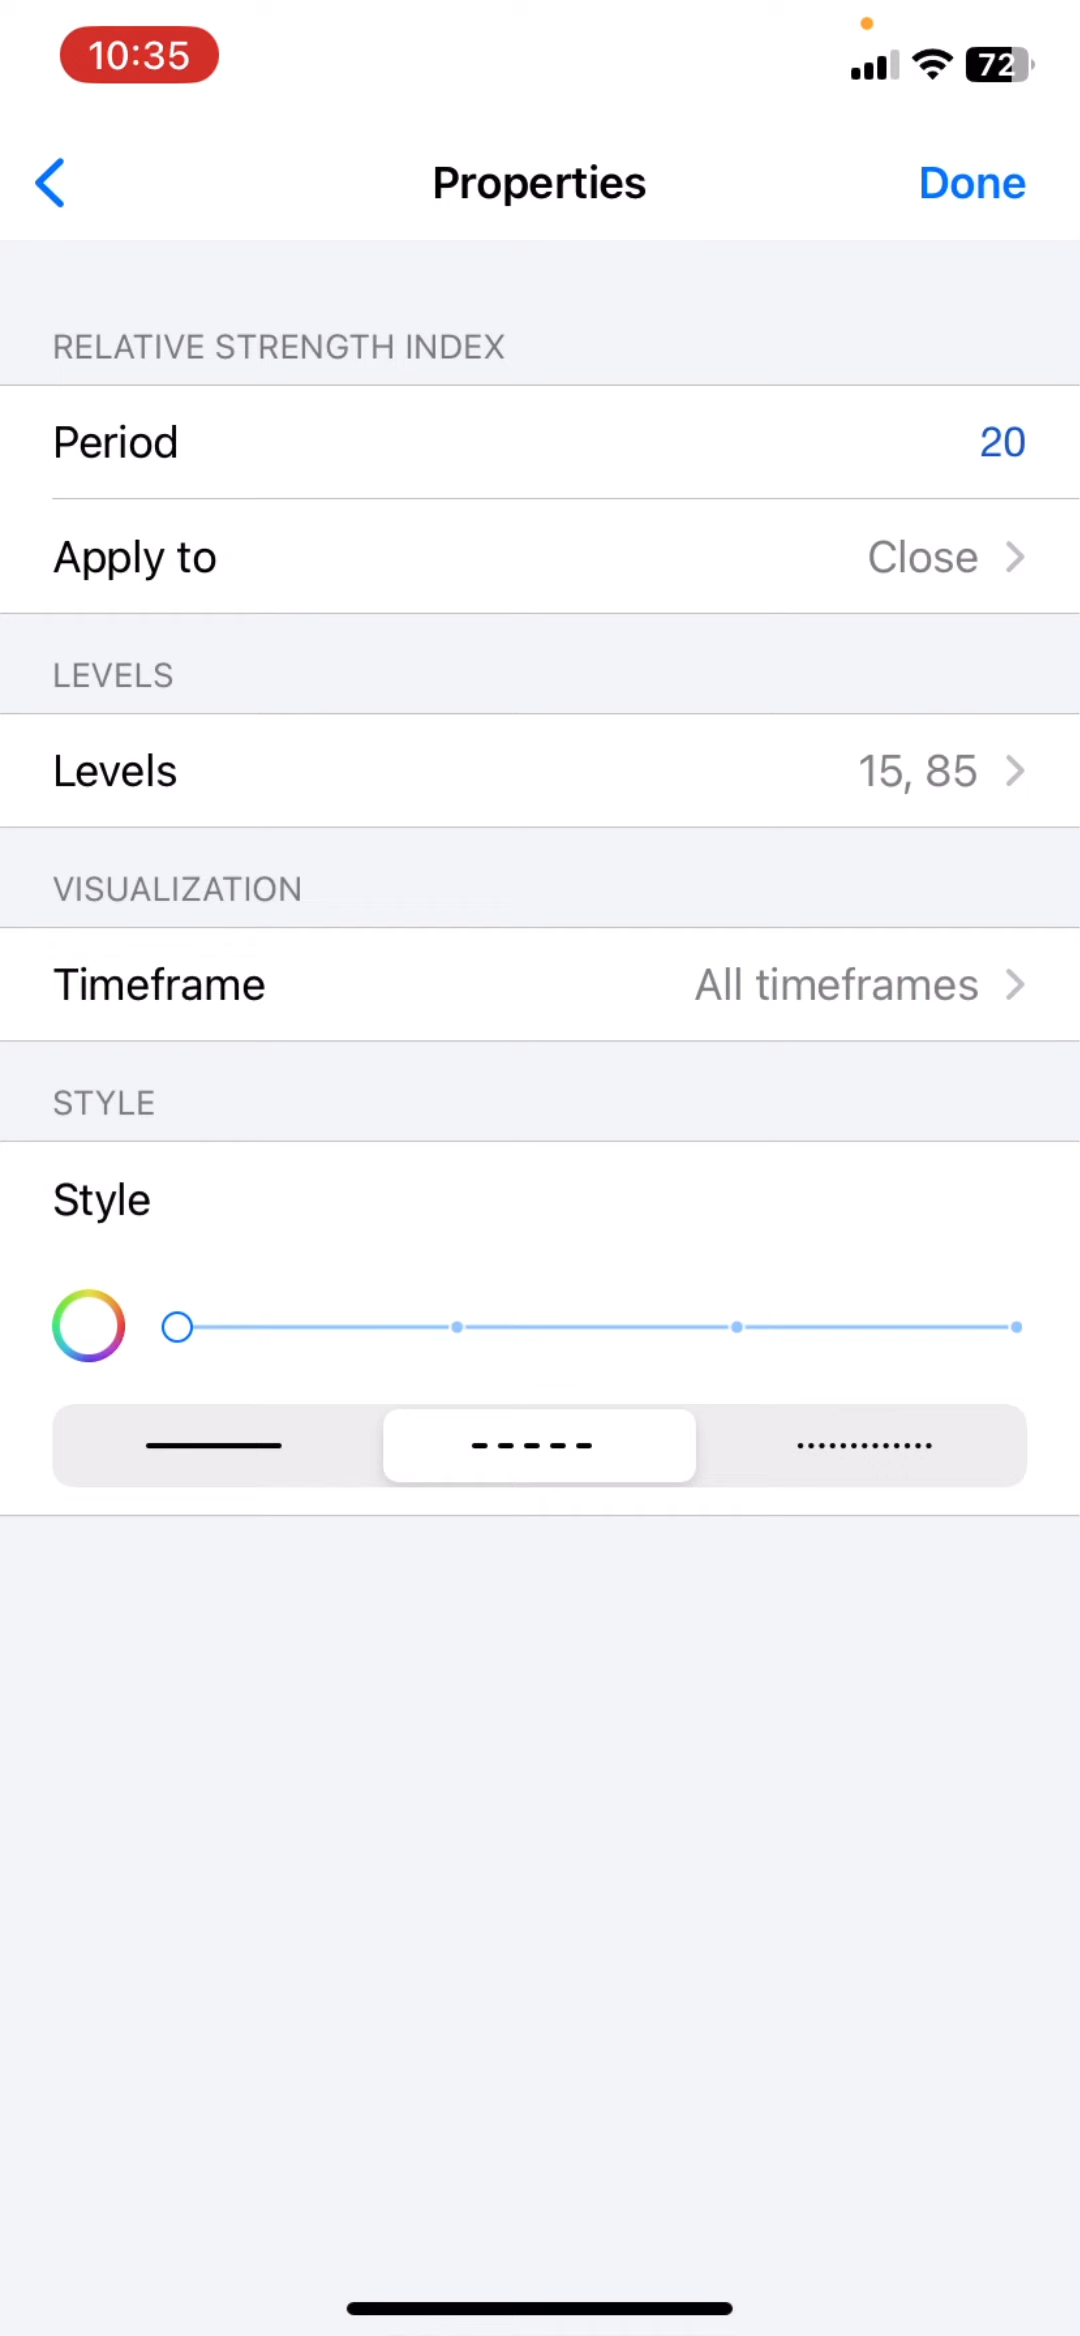 10:35
72
Properties
Done
RELATIVE STRENGTH INDEX
Period 20
Apply to Close
LEVELS
Levels 15, 85
VISUALIZATION
Timeframe All timeframes
STYLE
Style